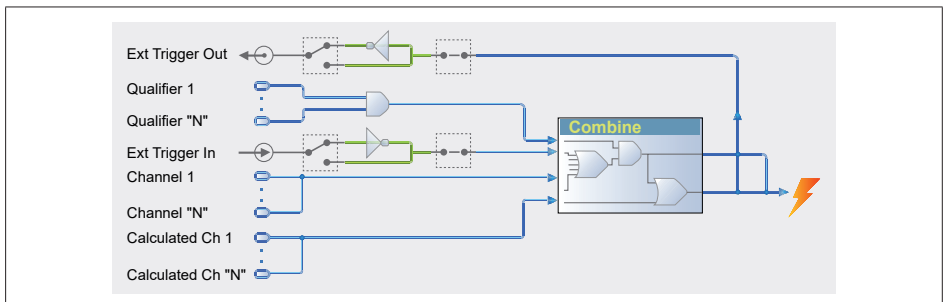 Ext Trigger Out
Qualifier 1
Qualifier "N"
Ext Trigger In
Channel 1
Channel "N"
Calculated Ch 1
Calculated Ch "N"
Combine